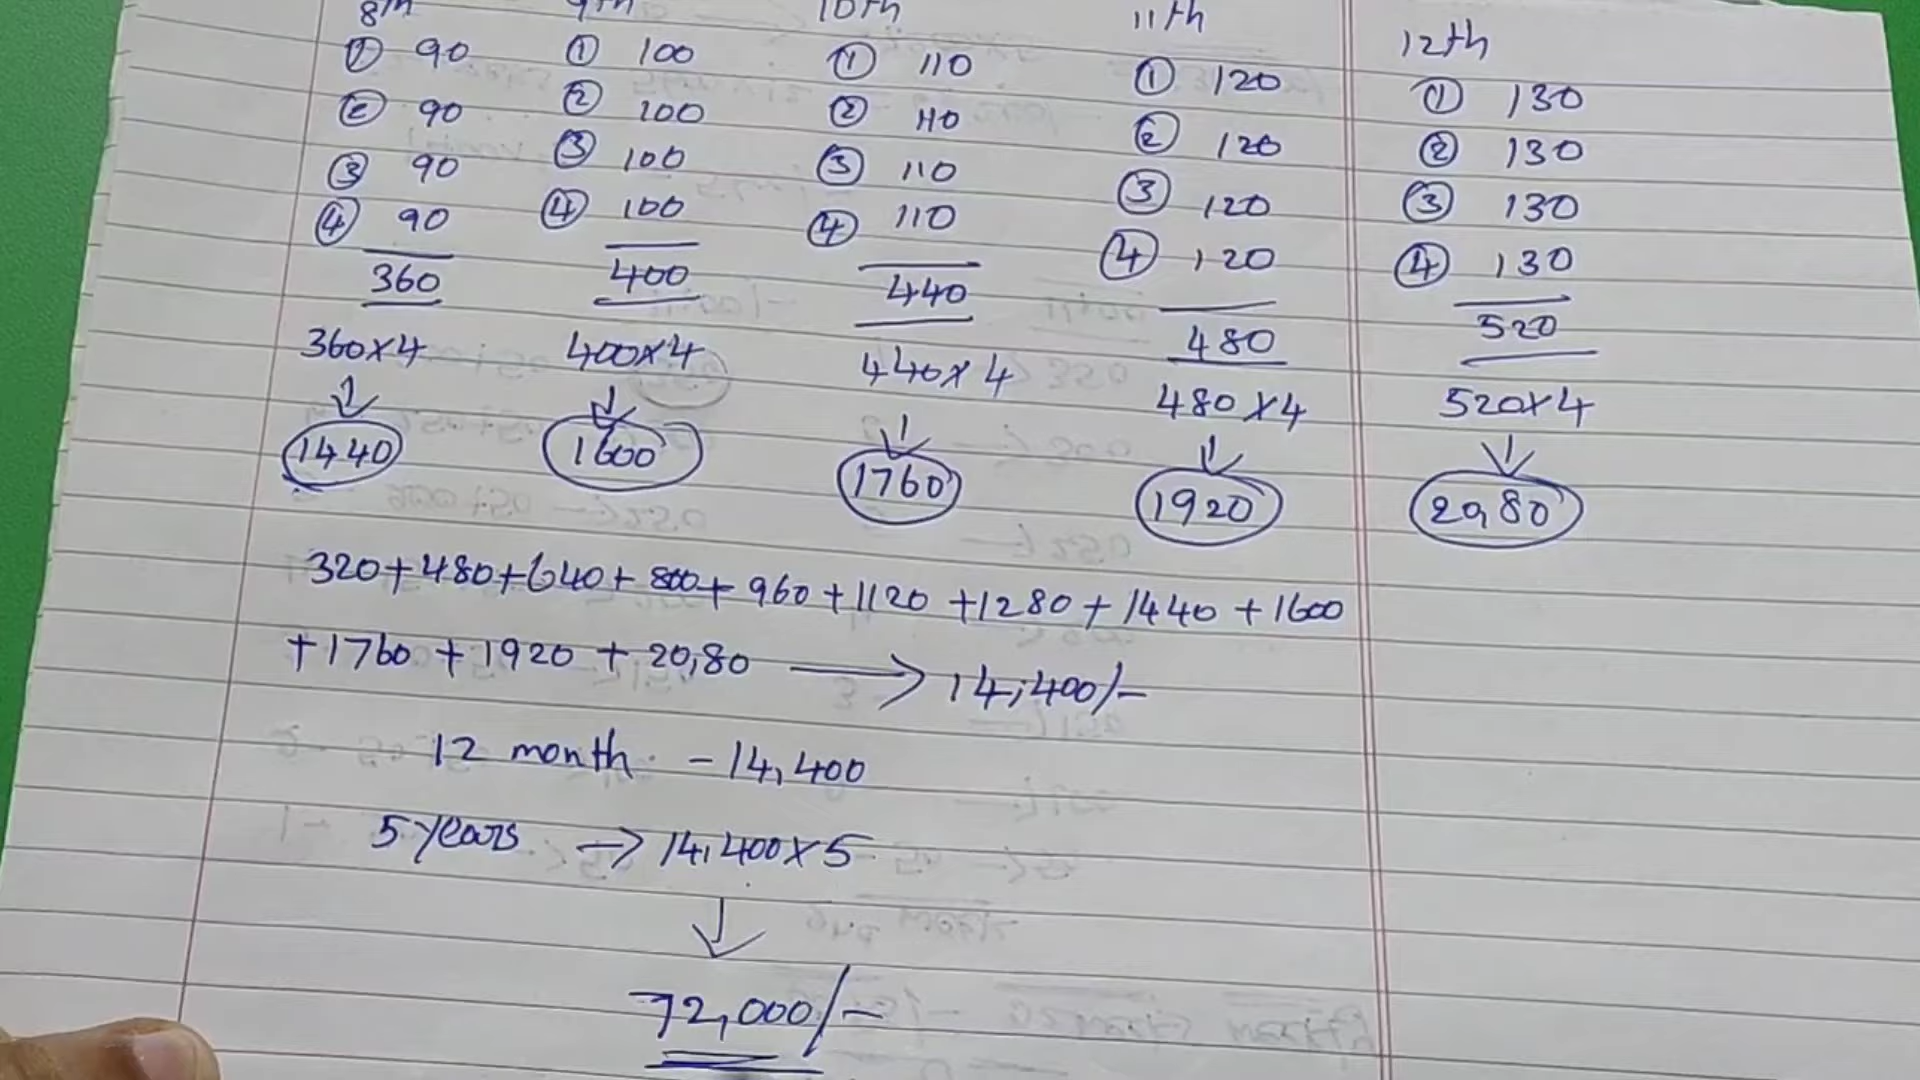 8th 9th 10th 11th 12th
① 90 ① 100 ① 110 ① 120 ① 130
② 90 ② 100 ② 110 ② 120 ② 130
③ 90 ③ 100 ③ 110 ③ 120 ③ 130
④ 90 ④ 100 ④ 110 ④ 120 ④ 130
360 400 440 480 520
360x4 400x4 440x4 480x4 520x4
1440 1600 1760 1920 20,80
320+480+640+800+960+1120+1280+1440+1600
+1760+1920+20,80 → 14,400/-
12 month - 14,400
5 years → 14,400x5
72,000/-